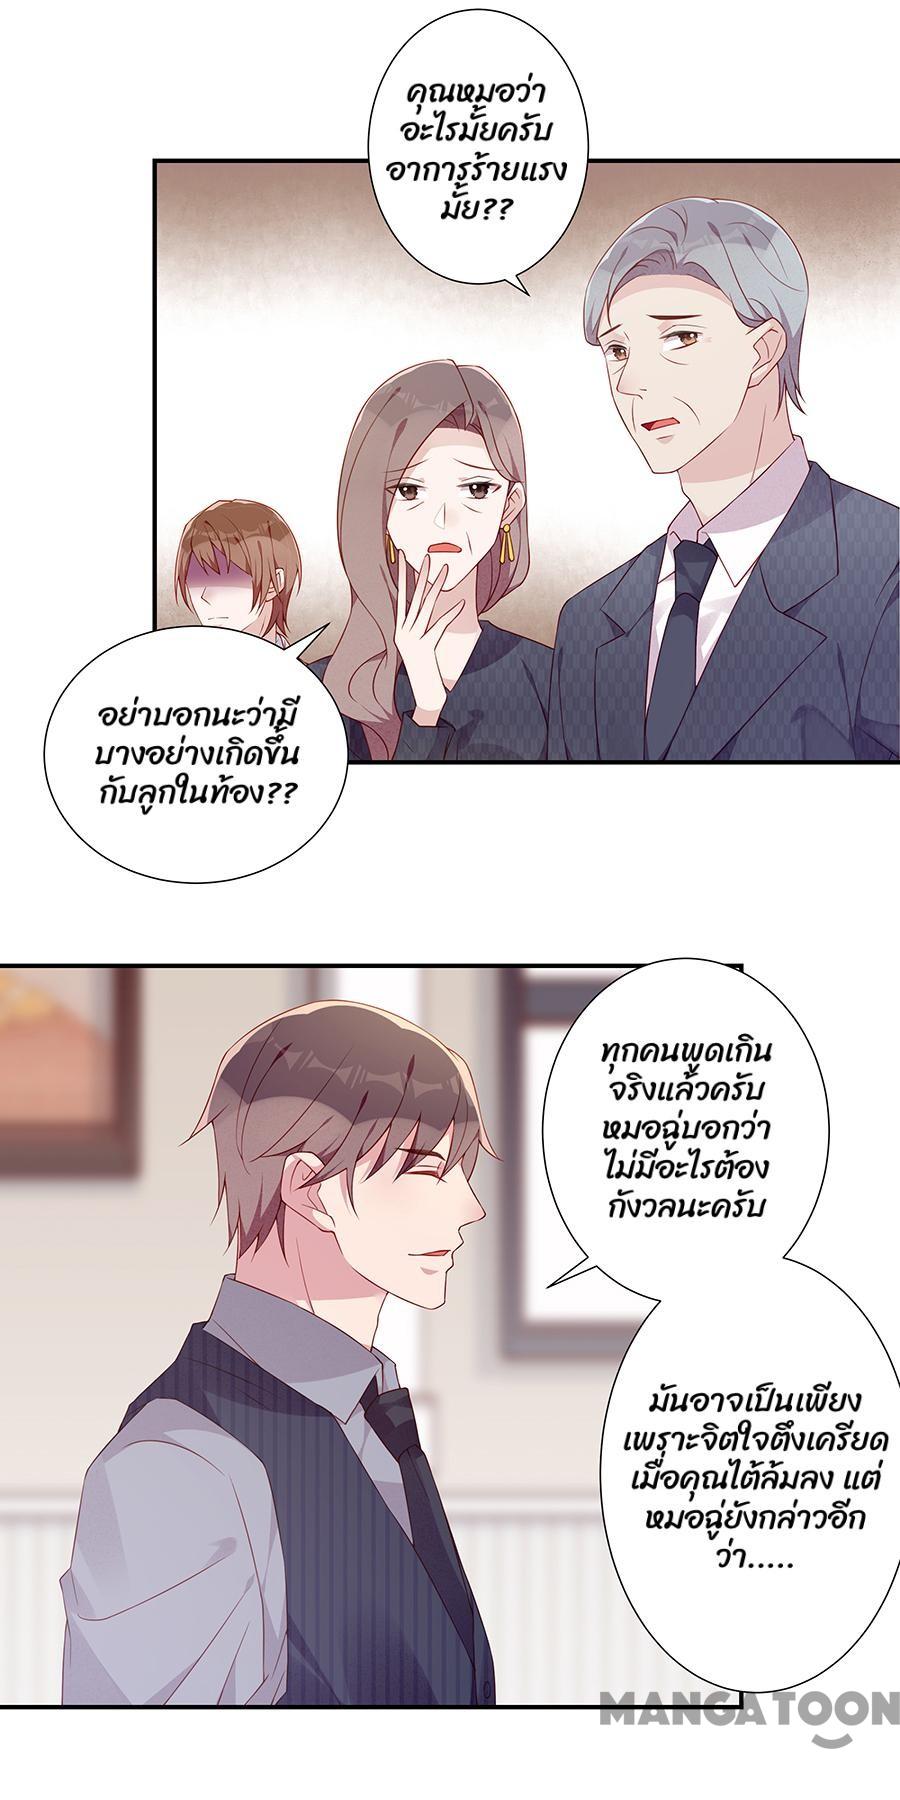 คุณหมอว่า
อะไรมั้ยครับ
อาการร้ายแรง
มั้ย??
อย่าบอกนะว่ามี
บางอย่างเกิดขึ้น
กับลูกในท้อง??
ทุกคนพูดเกิน
จริงแล้วครับ
หมอฉู่บอกว่า
ไม่มีอะไรต้อง
กังวลนะครับ
มันอาจเป็นเพียง
เพราะจิตใจตึงเครียด
เมื่อคุณไต้ล้มลง แต่
หมอฉู่ยังกล่าวอีก
ว่า.....
MANGATOON